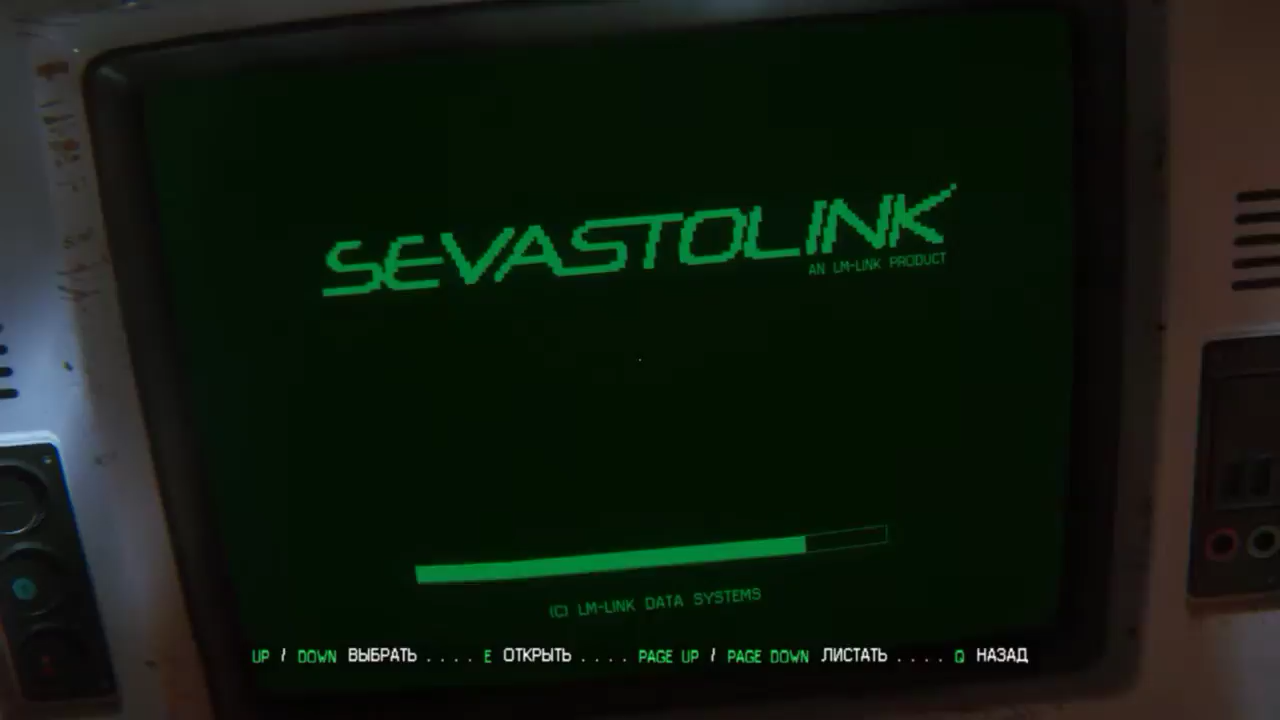 SEVASTOLINK
AN LM-LINK PRODUCT
(C) LM-LINK DATA SYSTEMS
UP / DOWN ВЫБРАТЬ .... E ОТКРЫТЬ .... PAGE UP / PAGE DOWN ЛИСТАТЬ .... Q НАЗАД